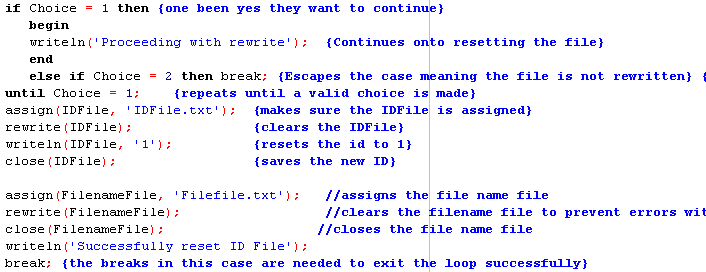 if Choice = 1 then {one been yes they want to continue}
begin
writeln('Proceeding with rewrite'); {Continues onto resetting the file}
end
else if Choice = 2 then break; {Escapes the case meaning the file is not rewritten} {
until Choice = 1; {repeats until a valid choice is made}
assign(IDFile, 'IDFile.txt'); {makes sure the IDFile is assigned}
rewrite(IDFile); {clears the IDFile}
writeln(IDFile, '1'); {resets the id to 1}
close(IDFile); {saves the new ID}
assign(FilenameFile, 'Filefile.txt'); //assigns the file name file
rewrite(FilenameFile); //clears the filename file to prevent errors wit
close(FilenameFile); //closes the file name file
writeln('Successfully reset ID File');
break; {the breaks in this case are needed to exit the loop successfully}